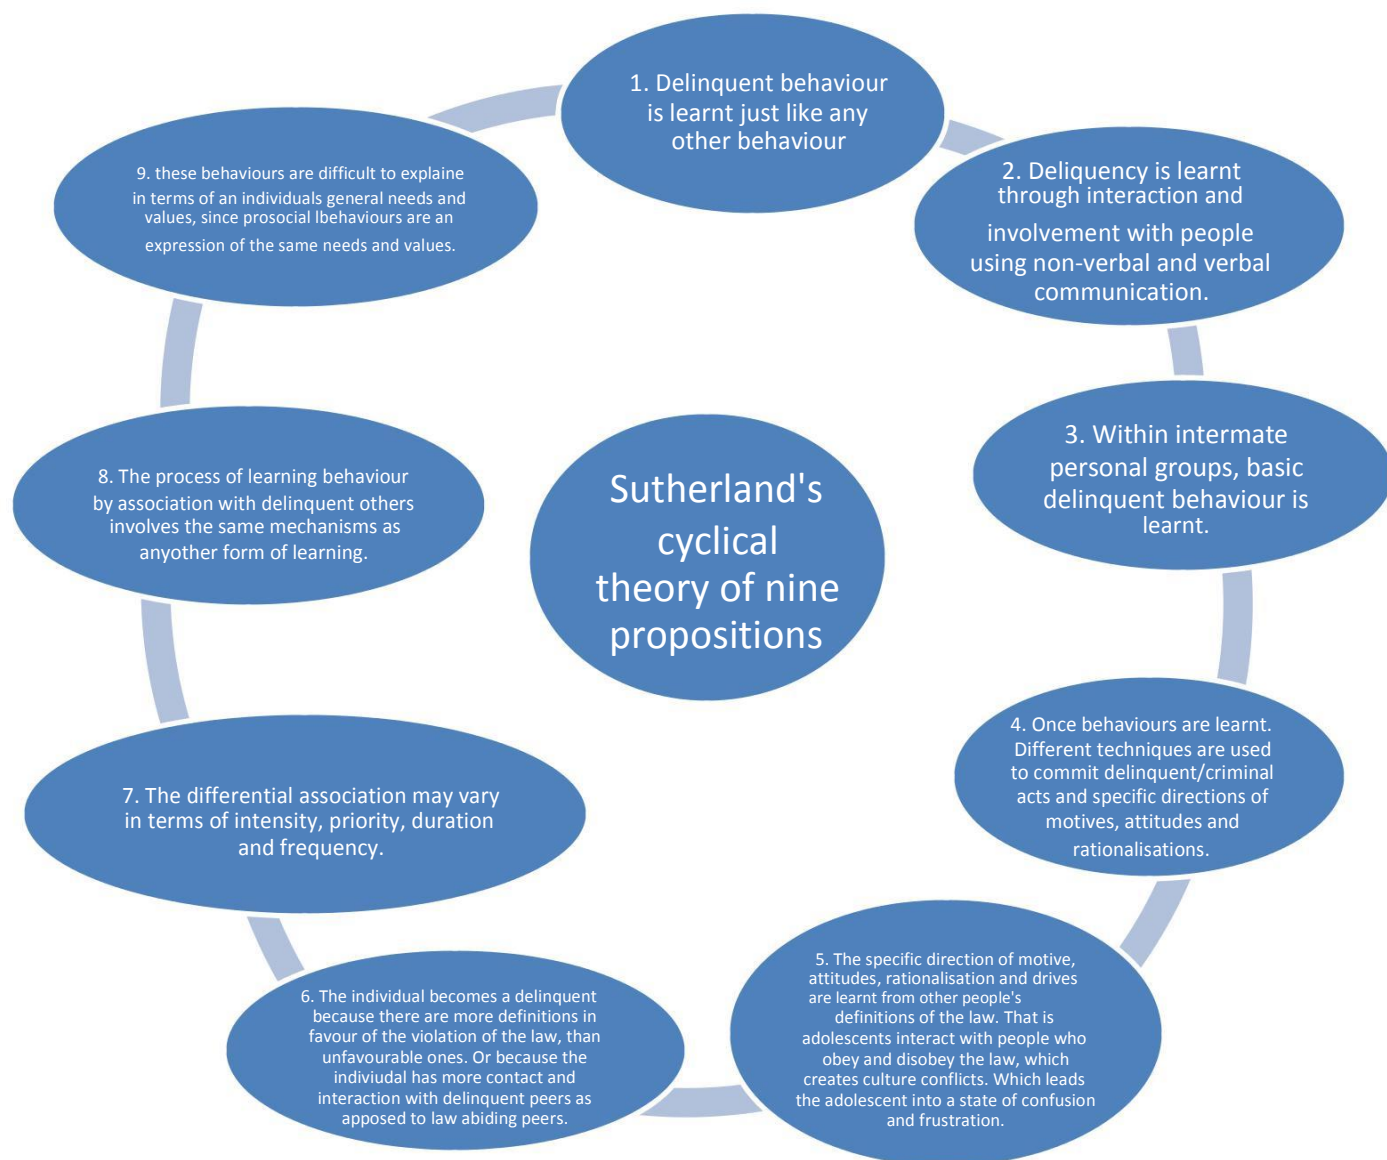 1. Delinquent behaviour
is learnt just like any
other behaviour
2. Deliquency is learnt
through interaction and
involvement with people
using non-verbal and verbal
communication.
3. Within intermate
personal groups, basic
delinquent behaviour is
learnt.
4. Once behaviours are learnt.
Different techniques are used
to commit delinquent/criminal
acts and specific directions of
motives, attitudes and
rationalisations.
5. The specific direction of motive,
attitudes, rationalisation and drives
are learnt from other people's
definitions of the law. That is
adolescents interact with people who
obey and disobey the law, which
creates culture conflicts. Which leads
the adolescent into a state of confusion
and frustration.
6. The individual becomes a delinquent
because there are more definitions in
favour of the violation of the law, than
unfavourable ones. Or because the
indiviudal has more contact and
interaction with delinquent peers as
apposed to law abiding peers.
7. The differential association may vary
in terms of intensity, priority, duration
and frequency.
8. The process of learning behaviour
by association with delinquent others
involves the same mechanisms as
anyother form of learning.
9. these behaviours are difficult to explaine
in terms of an individuals general needs and
values, since prosocial lbehaviours are an
expression of the same needs and values.
Sutherland's
cyclical
theory of nine
propositions